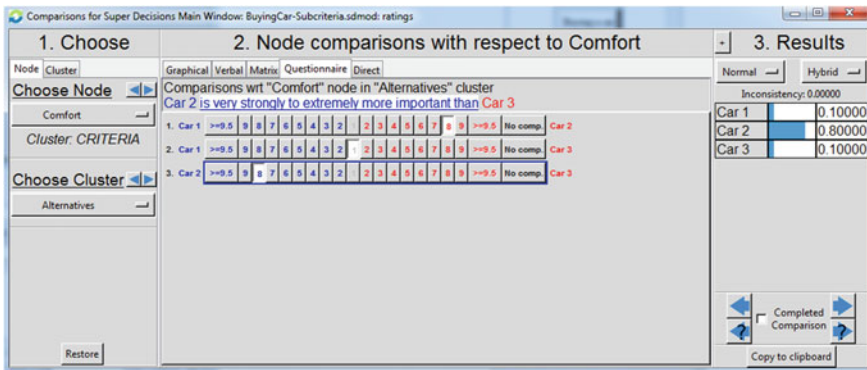 Comparisons for Super Decisions Main Window: BuyingCar-Subcriteria.sdmod: ratings
1. Choose
2. Node comparisons with respect to Comfort
+ 3. Results
Node Cluster
Graphical Verbal Matrix Questionnaire Direct
Normal Hybrid
Choose Node
Comparisons wrt "Comfort" node in "Alternatives" cluster
Car 2 is very strongly to extremely more important than Car 3
Inconsistency: 0.00000
Comfort
Cluster: CRITERIA
1. Car 1 >=9.5 9 8 7 6 5 4 3 2 1 2 3 4 5 6 7 8 9 >=9.5 No comp. Car 2
2. Car 1 >=9.5 9 8 7 6 5 4 3 2 1 2 3 4 5 6 7 8 9 >=9.5 No comp. Car 3
3. Car 2 >=9.5 9 8 7 6 5 4 3 2 1 2 3 4 5 6 7 8 9 >=9.5 No comp. Car 3
Car 1 0.10000
Car 2 0.80000
Car 3 0.10000
Choose Cluster
Alternatives
Restore
Completed
Comparison
? ?
Copy to clipboard